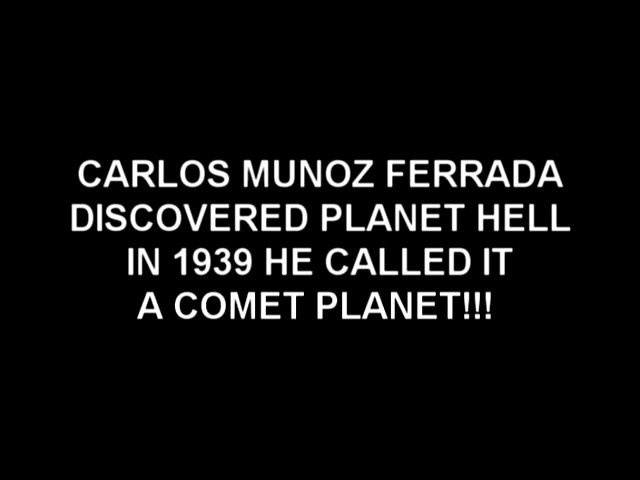 CARLOS MUNOZ FERRADA
DISCOVERED PLANET HELL
IN 1939 HE CALLED IT
A COMET PLANET!!!